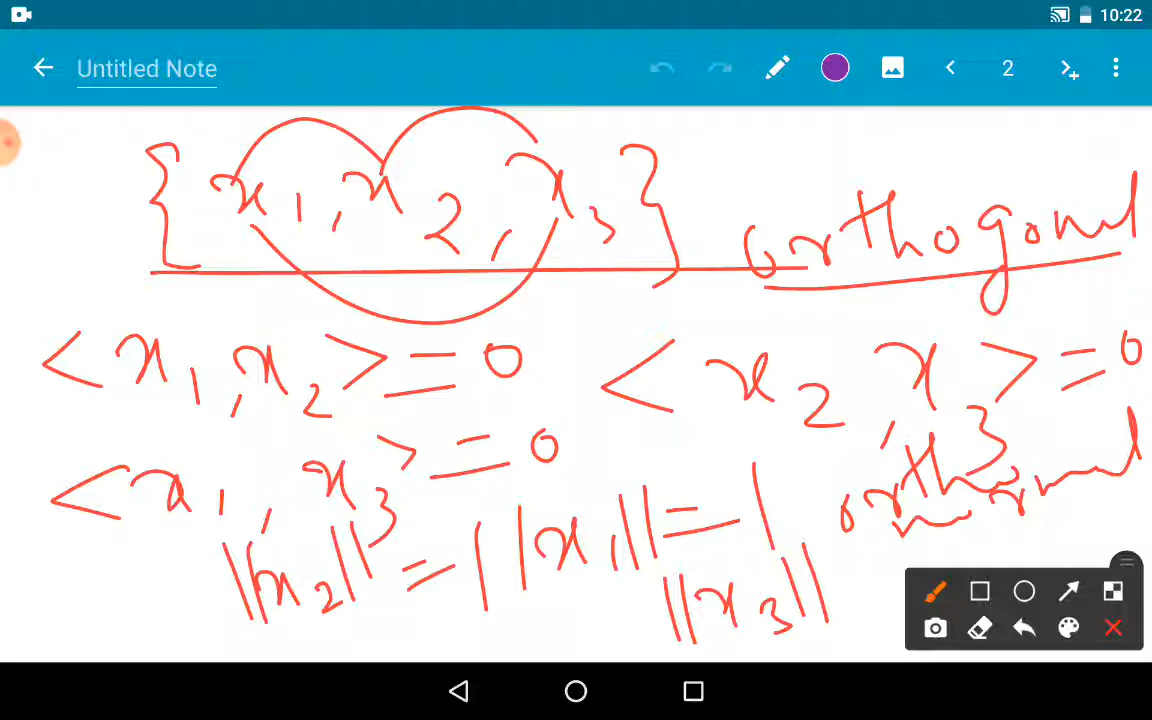 10:22
Untitled Note
2
{x₁, x₂, x₃} orthogonal
<x₁, x₂> = 0 <x₂, x₃> = 0
<x₁, x₃> = 0 orthonormal
||x₂|| = ||x₁|| = 1
||x₃||